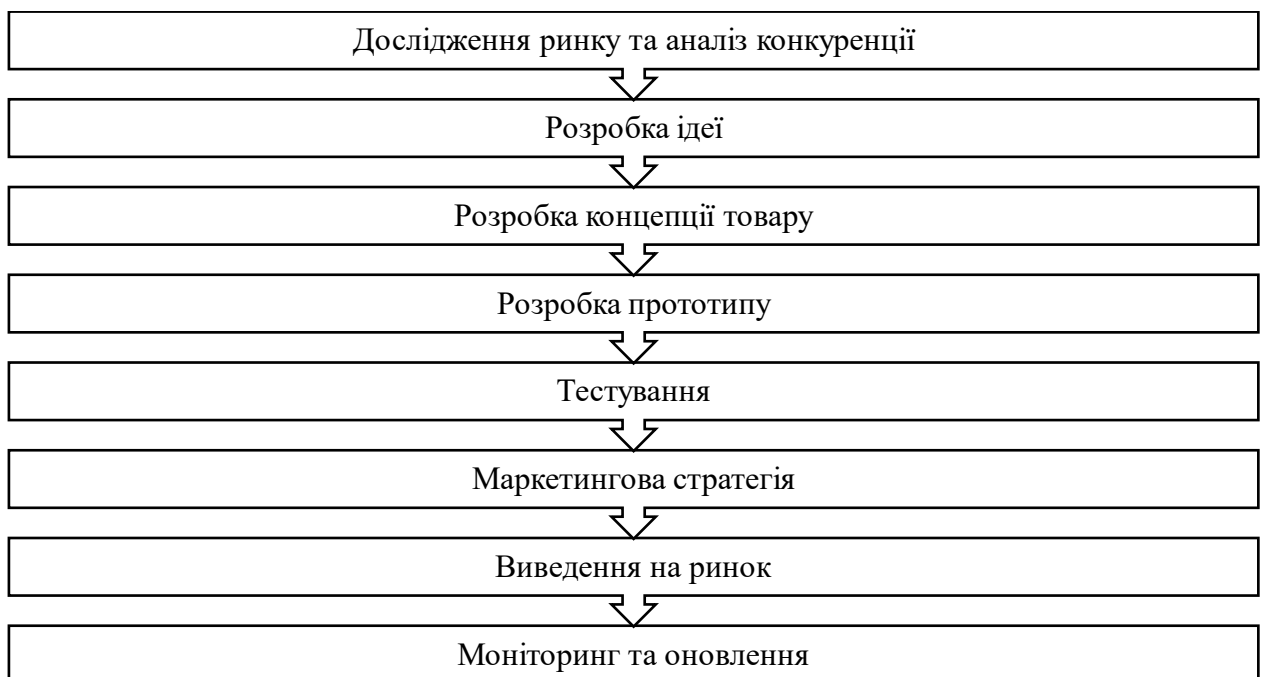 Дослідження ринку та аналіз конкуренції
Розробка ідеї
Розробка концепції товару
Розробка прототипу
Тестування
Маркетингова стратегія
Виведення на ринок
Моніторинг та оновлення